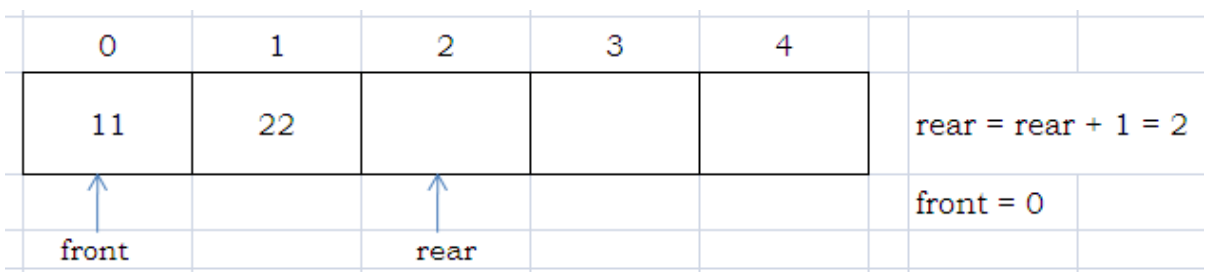 0 1 2 3 4
11 22 rear = rear + 1 = 2
front = 0
front rear